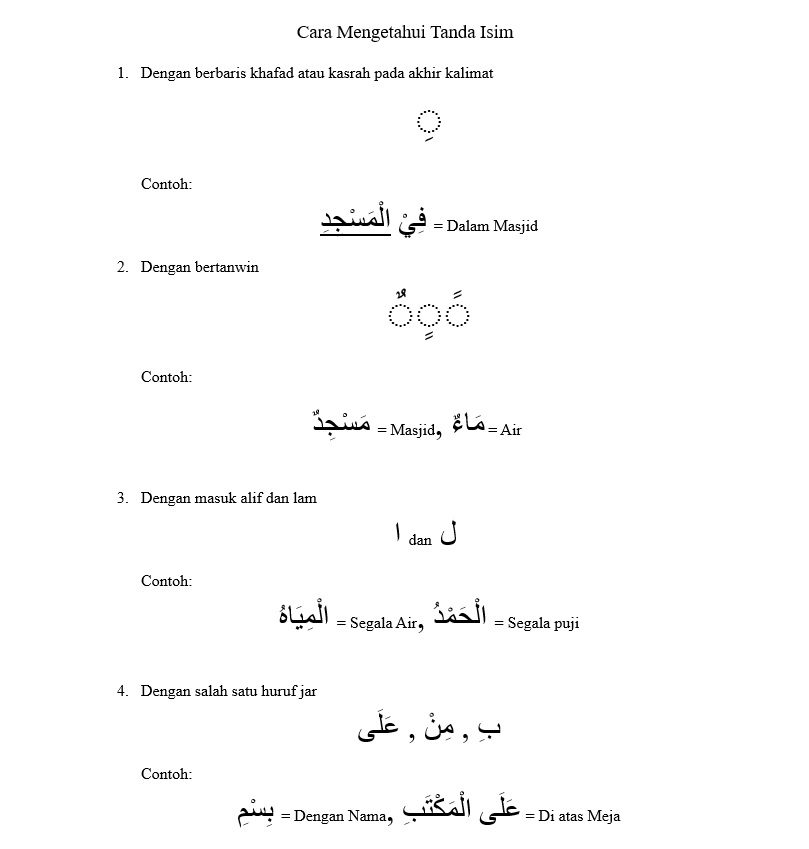 Cara Mengetahui Tanda Isim
1. Dengan berbaris khafad atau kasrah pada akhir kalimat
◌ِ
Contoh:
فِيْ الْمَسْجِدِ = Dalam Masjid
2. Dengan bertanwin
◌ً ◌ٍ ◌ٌ
Contoh:
مَسْجِدٌ = Masjid, مَاءٌ = Air
3. Dengan masuk alif dan lam
ا dan ل
Contoh:
الْمِيَاهُ = Segala Air, الْحَمْدُ = Segala puji
4. Dengan salah satu huruf jar
بِ , مِنْ , عَلَى
Contoh:
بِسْمِ = Dengan Nama, عَلَى الْمَكْتَبِ = Di atas Meja